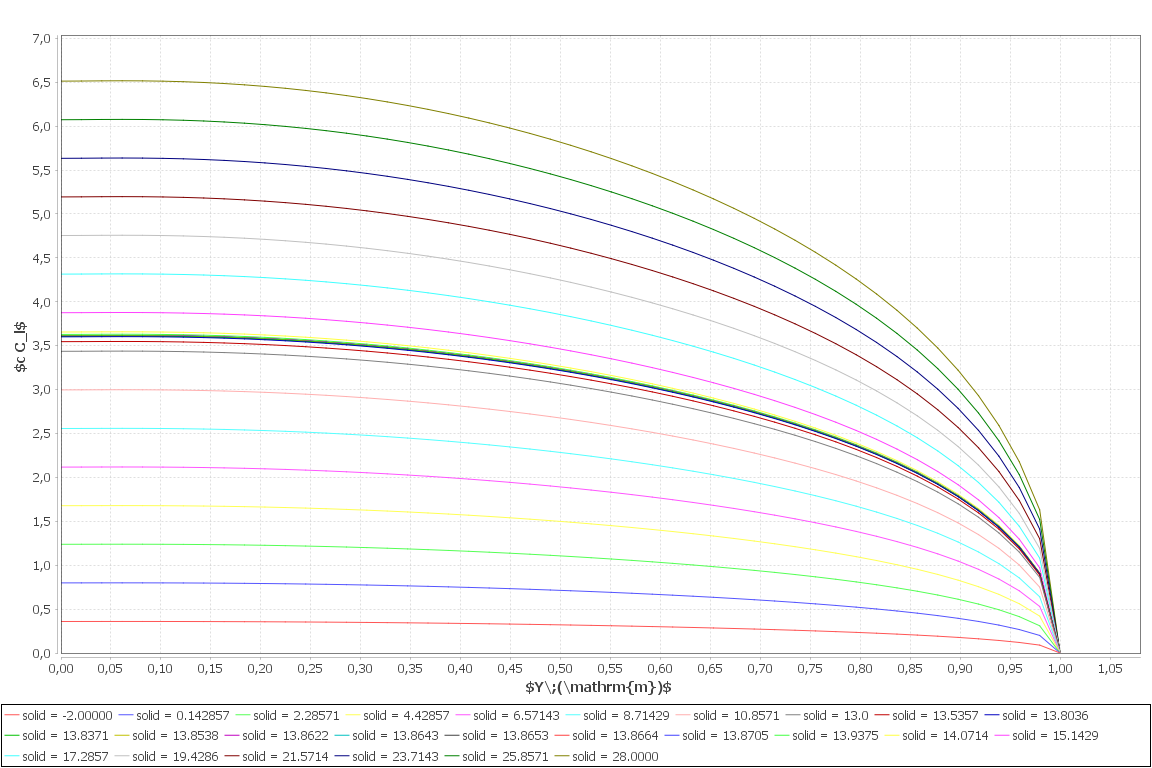 7,0
6,5
6,0
5,5
5,0
4,5
4,0
3,5
3,0
2,5
2,0
1,5
1,0
0,5
0,0
$c C_l$
0,00 0,05 0,10 0,15 0,20 0,25 0,30 0,35 0,40 0,45 0,50 0,55 0,60 0,65 0,70 0,75 0,80 0,85 0,90 0,95 1,00 1,05
$Y\;(\mathrm{m})$
solid = -2.00000 solid = 0.142857 solid = 2.28571 solid = 4.42857 solid = 6.57143 solid = 8.71429 solid = 10.8571 solid = 13.0 solid = 13.5357 solid = 13.8036
solid = 13.8371 solid = 13.8538 solid = 13.8622 solid = 13.8643 solid = 13.8653 solid = 13.8664 solid = 13.8705 solid = 13.9375 solid = 14.0714 solid = 15.1429
solid = 17.2857 solid = 19.4286 solid = 21.5714 solid = 23.7143 solid = 25.8571 solid = 28.0000